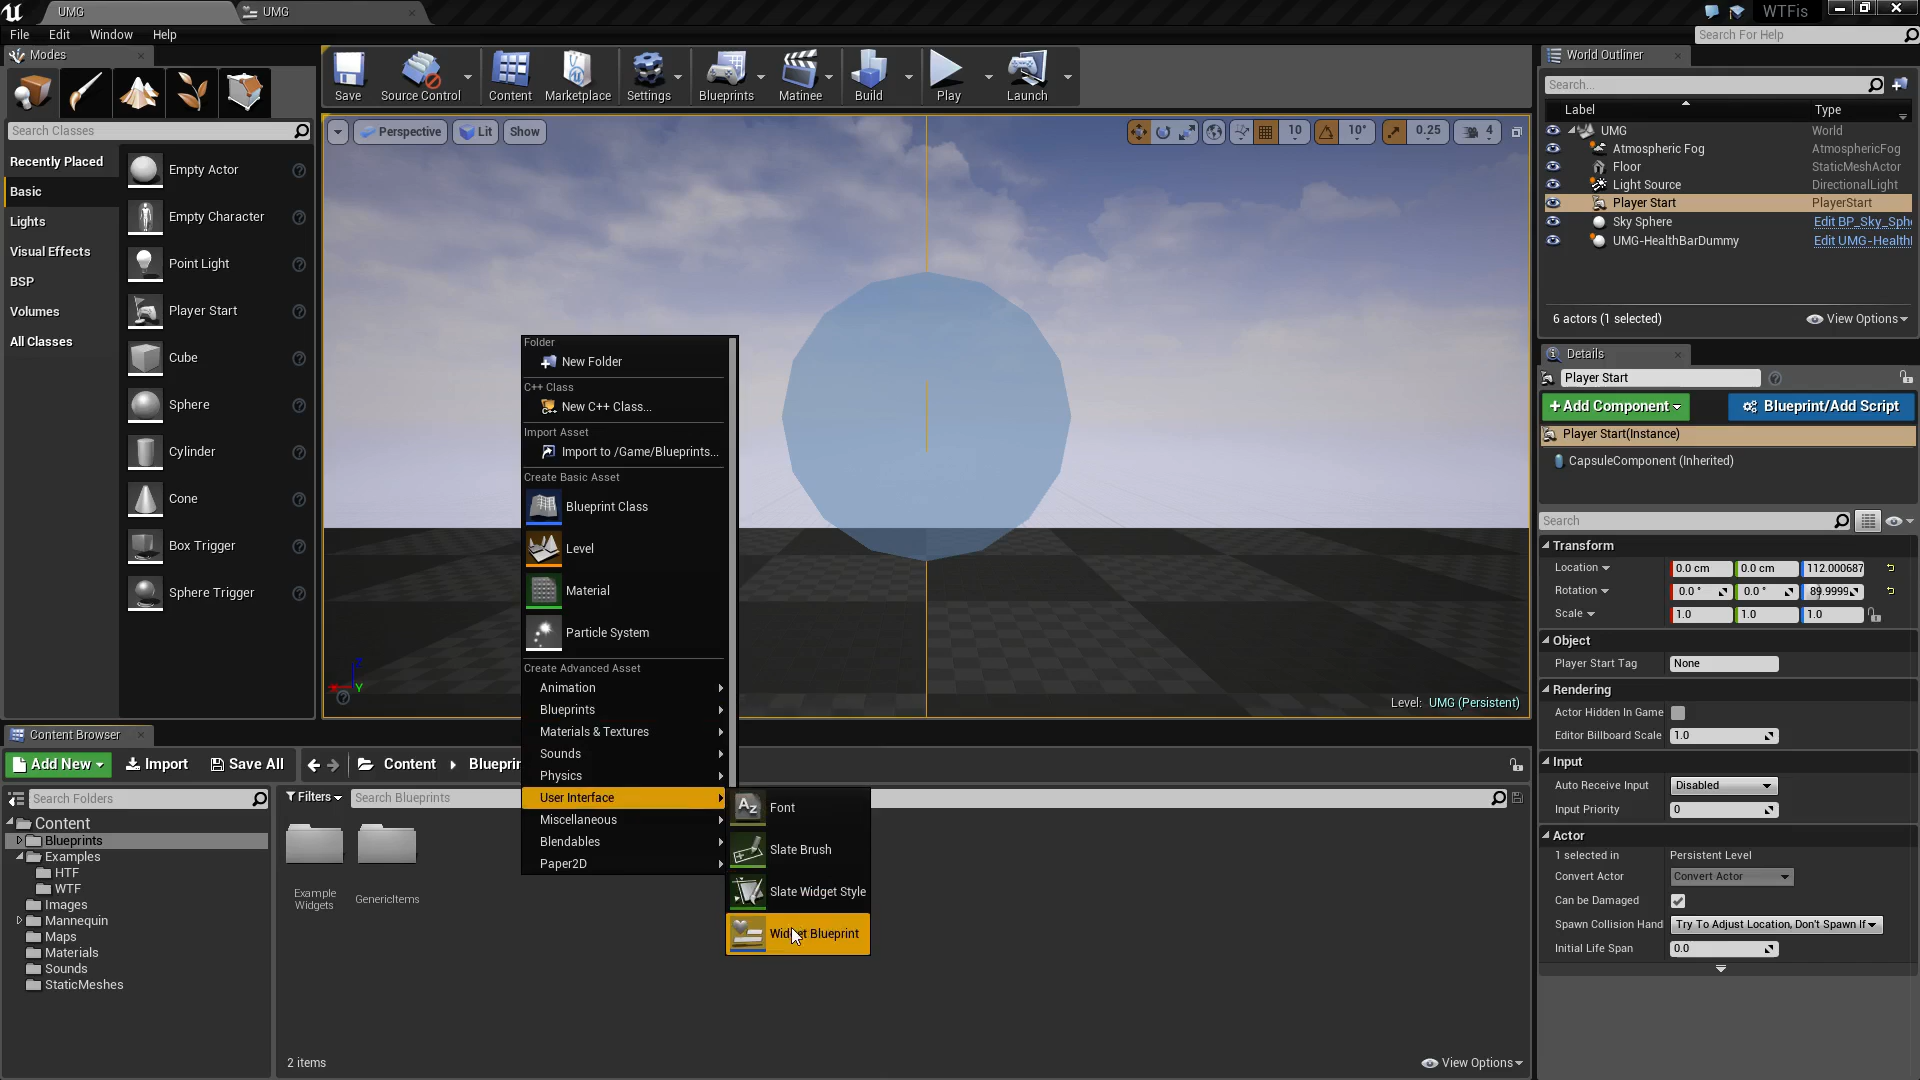 UMG
UMG
WTFis
File Edit Window Help
Search For Help
Modes
Search Classes
Recently Placed
Basic
Lights
Visual Effects
BSP
Volumes
All Classes
Empty Actor
Empty Character
Point Light
Player Start
Cube
Sphere
Cylinder
Cone
Box Trigger
Sphere Trigger
Save
Source Control
Content
Marketplace
Settings
Blueprints
Matinee
Build
Play
Launch
Perspective
Lit
Show
10
10°
0.25
4
Level: UMG (Persistent)
Folder
New Folder
C++ Class
New C++ Class...
Import Asset
Import to /Game/Blueprints...
Create Basic Asset
Blueprint Class
Level
Material
Particle System
Create Advanced Asset
Animation
Blueprints
Materials & Textures
Sounds
Physics
User Interface
Miscellaneous
Blendables
Paper2D
Font
Slate Brush
Slate Widget Style
Widget Blueprint
Content Browser
Add New
Import
Save All
Content
Blueprin
Search Folders
Filters
Search Blueprints
Content
Blueprints
Examples
HTF
WTF
Images
Mannequin
Maps
Materials
Sounds
StaticMeshes
Example
Widgets
GenericItems
2 items
View Options
World Outliner
Search...
Label Type
UMG World
Atmospheric Fog AtmosphericFog
Floor StaticMeshActor
Light Source DirectionalLight
Player Start PlayerStart
Sky Sphere Edit BP_Sky_Sph
UMG-HealthBarDummy Edit UMG-Healthl
6 actors (1 selected)
View Options
Details
Player Start
+Add Component
Blueprint/Add Script
Player Start(Instance)
CapsuleComponent (Inherited)
Search
Transform
Location 0.0 cm 0.0 cm 112.000687
Rotation 0.0 ° 0.0 ° 89.9999
Scale 1.0 1.0 1.0
Object
Player Start Tag None
Rendering
Actor Hidden In Game
Editor Billboard Scale 1.0
Input
Auto Receive Input Disabled
Input Priority 0
Actor
1 selected in Persistent Level
Convert Actor Convert Actor
Can be Damaged
Spawn Collision Hand Try To Adjust Location, Don't Spawn If
Initial Life Span 0.0